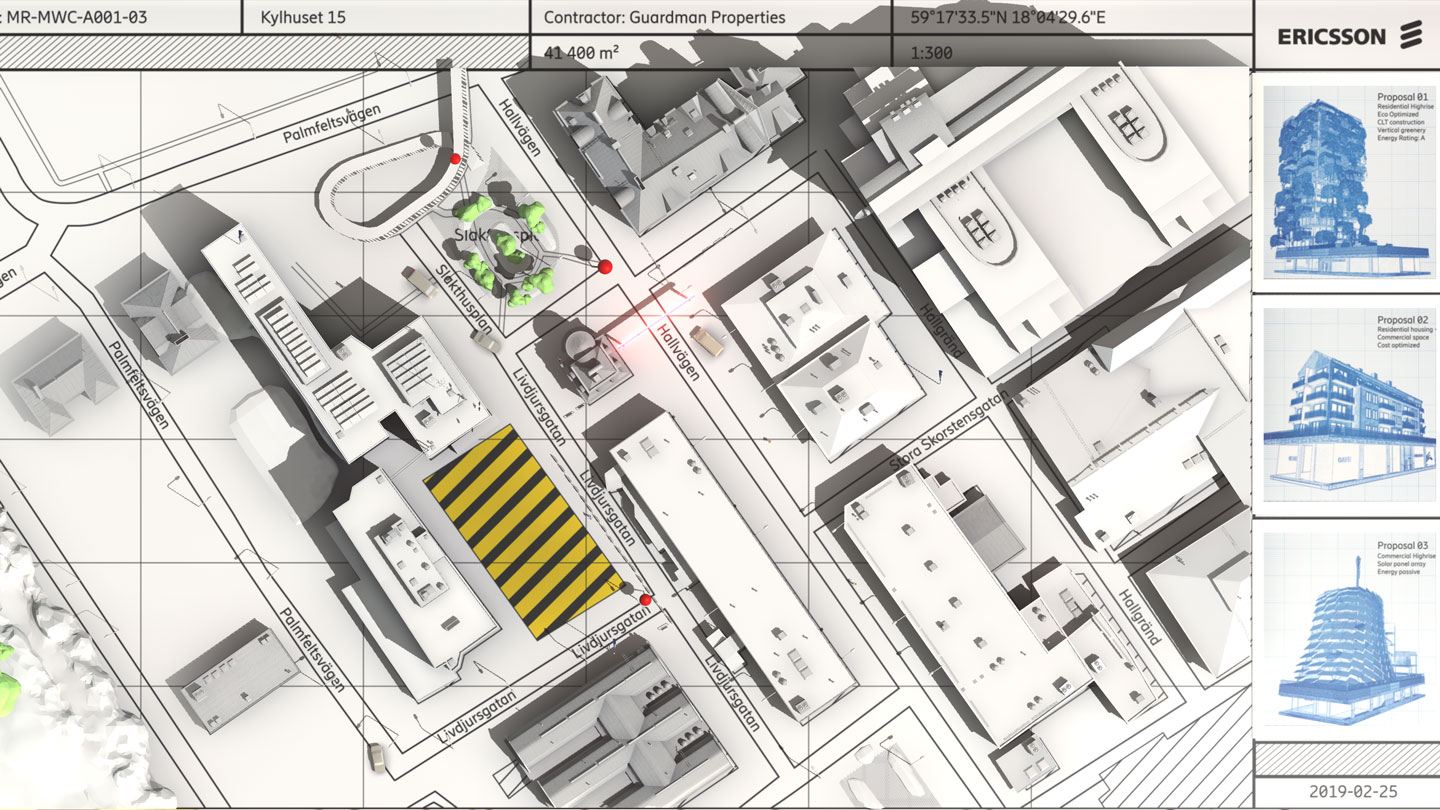 : MR-MWC-A001-03
Kylhuset 15
Contractor: Guardman Properties
59°17'33.5"N 18°04'29.6"E
41 400 m²
1:300
ERICSSON
Proposal 01
Residential Highrise
Eco Optimized
CLT construction
Vertical greenery
Energy Rating: A
Proposal 02
Residential housing
Commercial space
Cost optimized
Proposal 03
Commercial Highrise
Solar panel array
Energy passive
2019-02-25
Palmfeltsvägen
Hallvägen
Slakthusplan
Hallvägen
Hallgränd
Palmfeltsvägen
Livdjursgatan
Stora Skorstensgatan
Livdjursgatan
Palmfeltsvägen
Livdjursgatan
Hallgränd
Livdjursgatan
Livdjursgatan